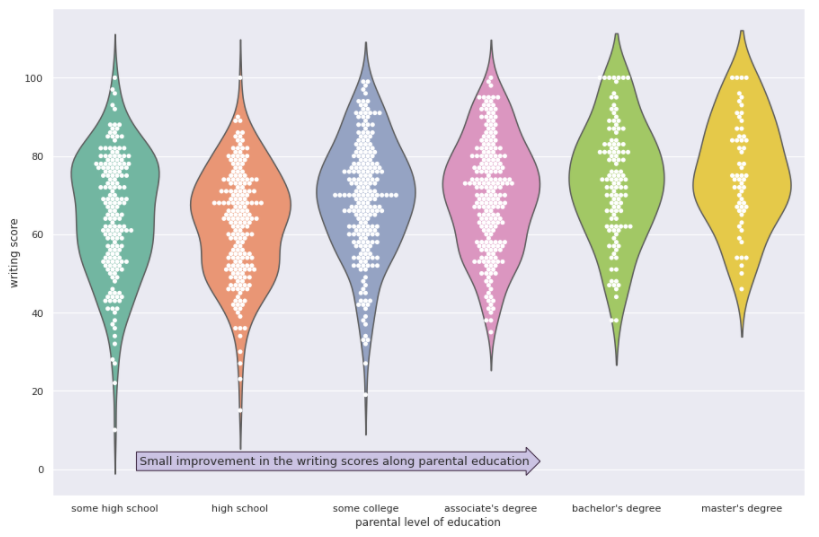 100
80
60
40
20
0
writing score
Small improvement in the writing scores along parental education
some high school
high school
some college
associate's degree
bachelor's degree
master's degree
parental level of education